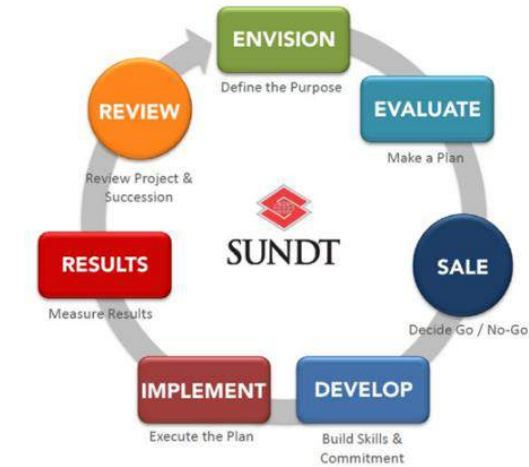 ENVISION
Define the Purpose
EVALUATE
Make a Plan
SALE
Decide Go / No-Go
DEVELOP
Build Skills &
Commitment
IMPLEMENT
Execute the Plan
RESULTS
Measure Results
REVIEW
Review Project &
Succession
SUNDT